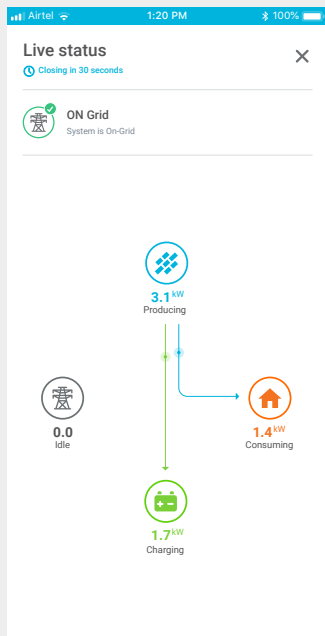 Airtel 1:20 PM 100%
Live status
Closing in 30 seconds
ON Grid
System is On-Grid
3.1 kW
Producing
0.0
Idle
1.4 kW
Consuming
1.7 kW
Charging